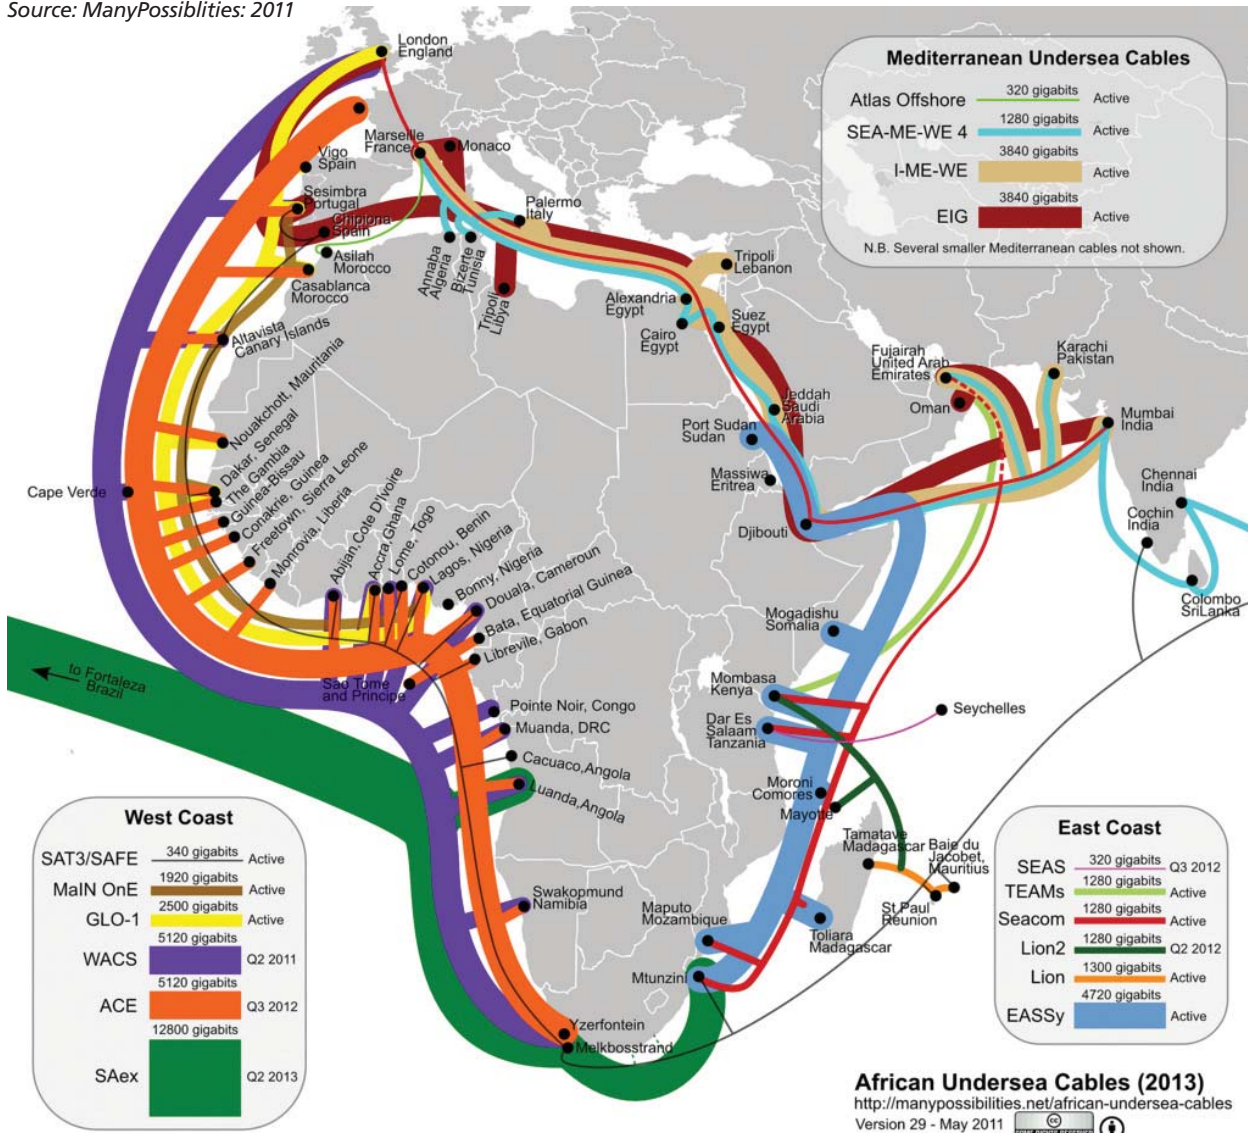 Source: ManyPossiblities: 2011
London
England
Mediterranean Undersea Cables
Atlas Offshore 320 gigabits Active
SEA-ME-WE 4 1280 gigabits Active
I-ME-WE 3840 gigabits Active
EIG 3840 gigabits Active
N.B. Several smaller Mediterranean cables not shown.
Marseille
France
Monaco
Vigo
Spain
Sesimbra
Portugal
Chipiona
Spain
Palermo
Italy
Asilah
Morocco
Casablanca
Morocco
Annaba
Algeria
Bizerte
Tunisia
Tripoli
Libya
Tripoli
Lebanon
Alexandria
Egypt
Cairo
Egypt
Suez
Egypt
Altavista
Canary Islands
Fujairah
United Arab
Emirates
Oman
Karachi
Pakistan
Jeddah
Saudi
Arabia
Port Sudan
Sudan
Mumbai
India
Massiwa
Eritrea
Djibouti
Chennai
India
Cochin
India
Colombo
SriLanka
Nouakchott, Mauritania
Dakar, Senegal
The Gambia
Guinea-Bissau
Conakrie, Guinea
Freetown, Sierra Leone
Monrovia, Liberia
Cape Verde
Abijan,Cote D'Ivoire
Accra,Ghana
Lome, Togo
Cotonou, Benin
Lagos, Nigeria
Bonny, Nigeria
Douala, Cameroun
Bata, Equatorial Guinea
Libreville, Gabon
Sao Tome
and Principe
Mogadishu
Somalia
Mombasa
Kenya
Dar Es
Salaam
Tanzania
Seychelles
to Fortaleza
Brazil
Pointe Noir, Congo
Muanda, DRC
Cacuaco,Angola
Luanda,Angola
Moroni
Comores
Mayotte
Tamatave
Madagascar
Baie du
Jacobet,
Mauritius
St Paul
Reunion
Swakopmund
Namibia
Maputo
Mozambique
Toliara
Madagascar
Mtunzini
Yzerfontein
Melkbosstrand
West Coast
SAT3/SAFE 340 gigabits Active
MaIN OnE 1920 gigabits Active
GLO-1 2500 gigabits Active
WACS 5120 gigabits Q2 2011
ACE 5120 gigabits Q3 2012
SAex 12800 gigabits Q2 2013
East Coast
SEAS 320 gigabits Q3 2012
TEAMs 1280 gigabits Active
Seacom 1280 gigabits Active
Lion2 1280 gigabits Q2 2012
Lion 1300 gigabits Active
EASSy 4720 gigabits Active
African Undersea Cables (2013)
http://manypossibilities.net/african-undersea-cables
Version 29 - May 2011
cc